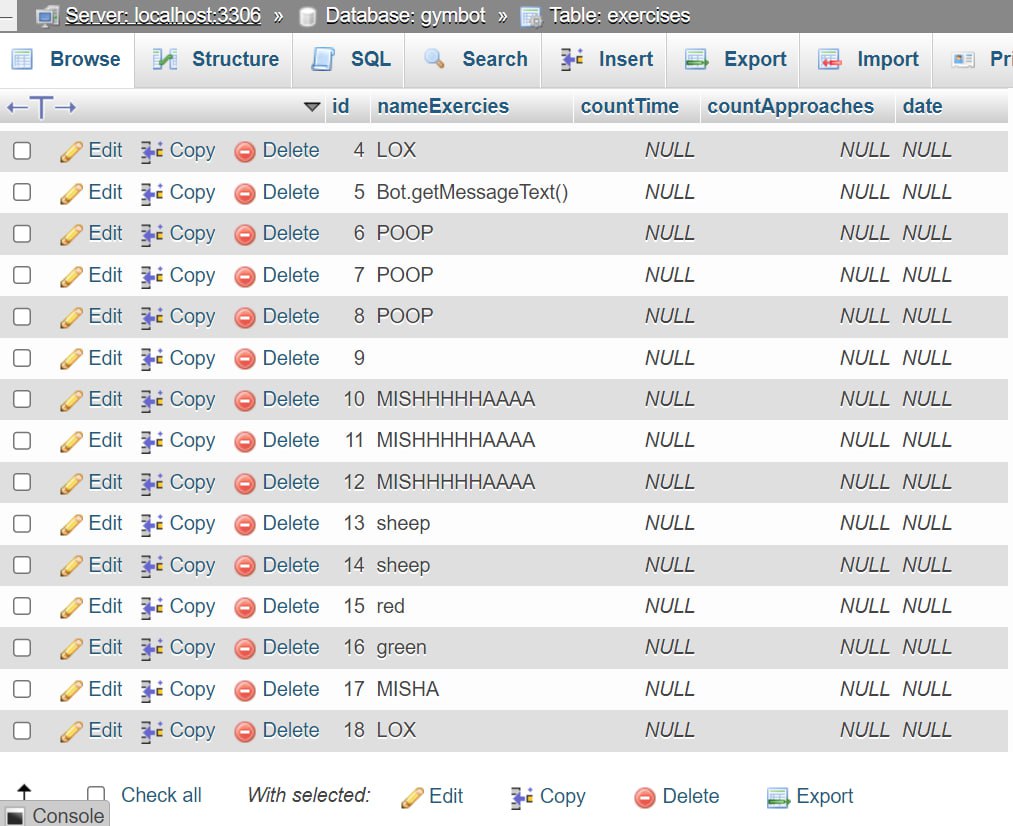 Server: localhost:3306 » Database: gymbot » Table: exercises
Browse Structure SQL Search Insert Export Import Pri
id nameExercies countTime countApproaches date
Edit Copy Delete 4 LOX NULL NULL NULL
Edit Copy Delete 5 Bot.getMessageText() NULL NULL NULL
Edit Copy Delete 6 POOP NULL NULL NULL
Edit Copy Delete 7 POOP NULL NULL NULL
Edit Copy Delete 8 POOP NULL NULL NULL
Edit Copy Delete 9 NULL NULL NULL
Edit Copy Delete 10 MISHHHHHAAAA NULL NULL NULL
Edit Copy Delete 11 MISHHHHHAAAA NULL NULL NULL
Edit Copy Delete 12 MISHHHHHAAAA NULL NULL NULL
Edit Copy Delete 13 sheep NULL NULL NULL
Edit Copy Delete 14 sheep NULL NULL NULL
Edit Copy Delete 15 red NULL NULL NULL
Edit Copy Delete 16 green NULL NULL NULL
Edit Copy Delete 17 MISHA NULL NULL NULL
Edit Copy Delete 18 LOX NULL NULL NULL
Check all With selected: Edit Copy Delete Export
Console